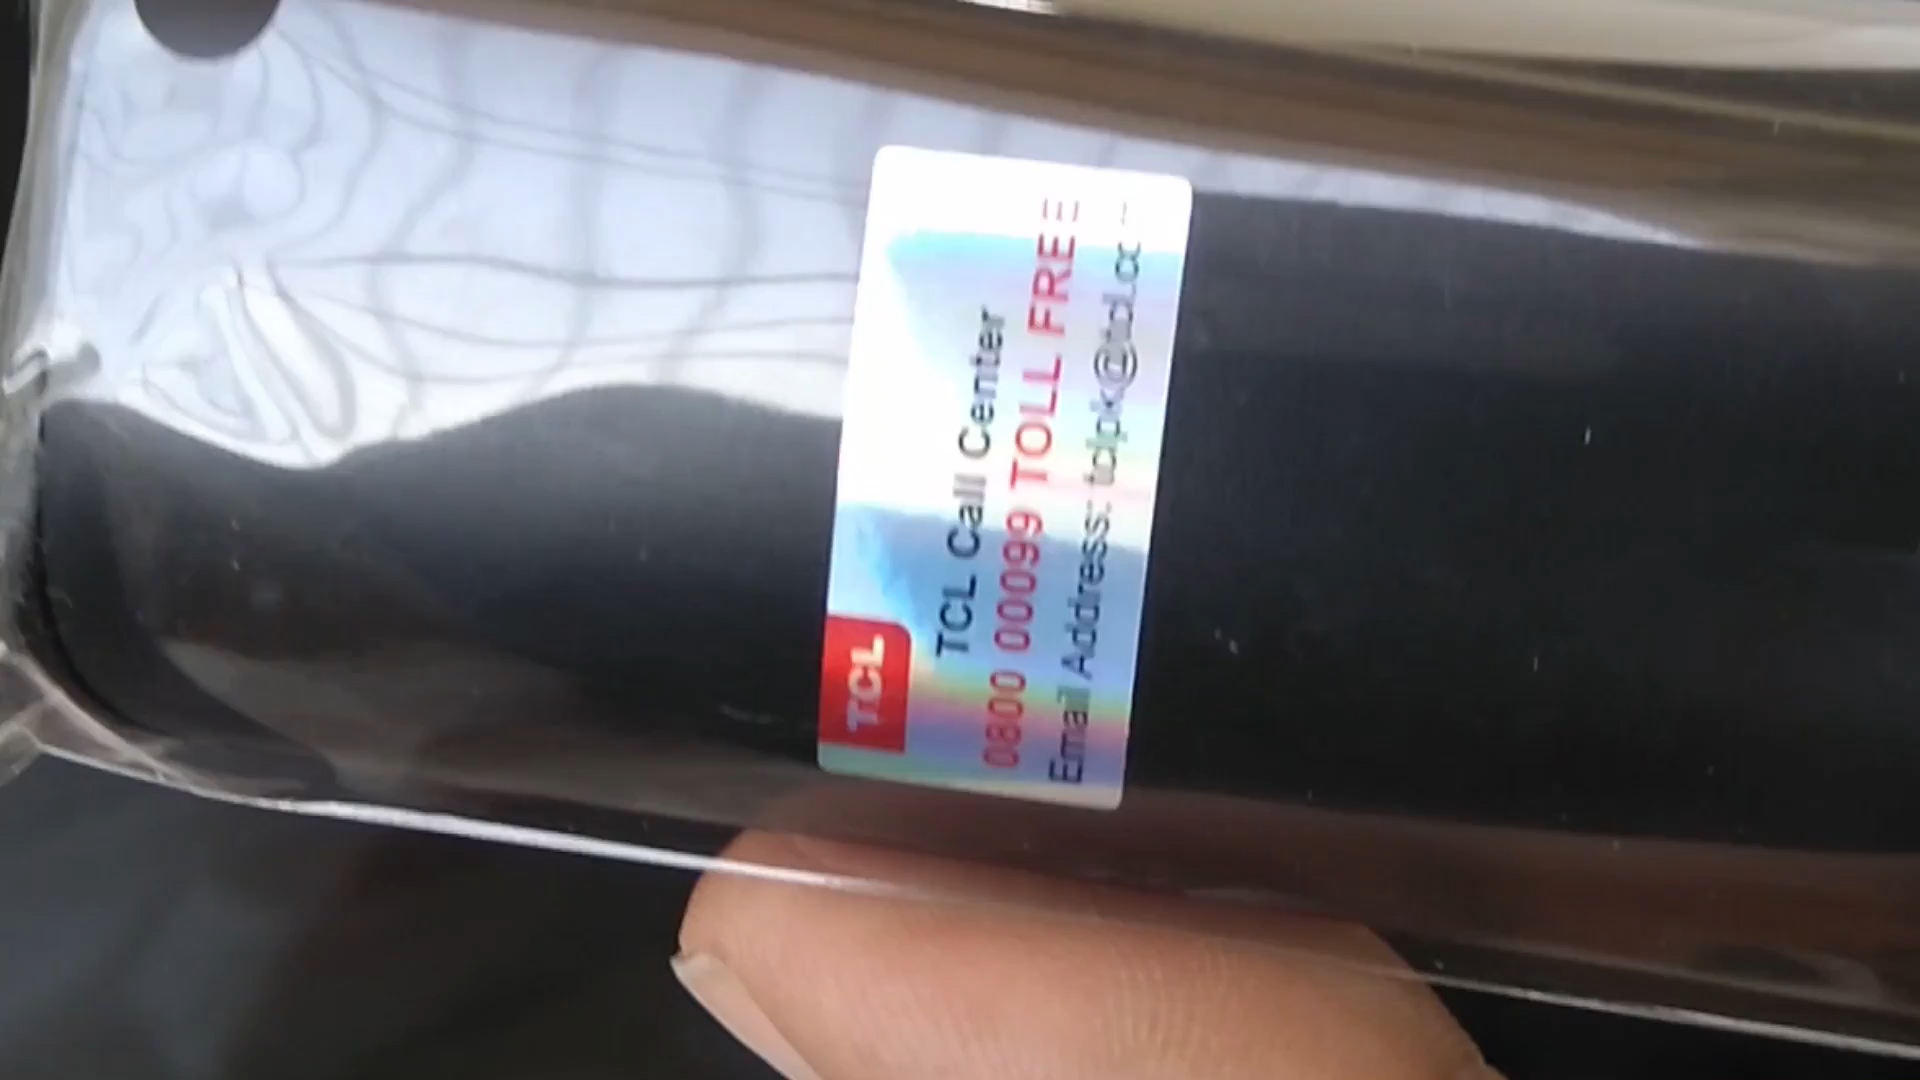 TCL
TCL Call Center
0800 00099 TOLL FREE
Email Address: